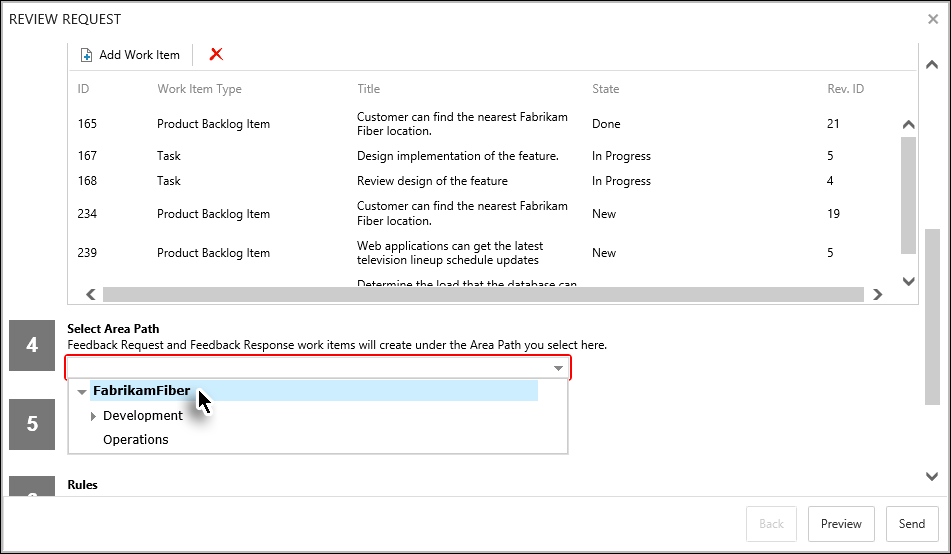 REVIEW REQUEST
Add Work Item
ID Work Item Type Title State Rev. ID
165 Product Backlog Item Customer can find the nearest Fabrikam Fiber location. Done 21
167 Task Design implementation of the feature. In Progress 5
168 Task Review design of the feature In Progress 4
234 Product Backlog Item Customer can find the nearest Fabrikam Fiber location. New 19
239 Product Backlog Item Web applications can get the latest television lineup schedule updates New 5
Determine the load that the database can
4
Select Area Path
Feedback Request and Feedback Response work items will create under the Area Path you select here.
FabrikamFiber
Development
Operations
5
Rules
Back Preview Send